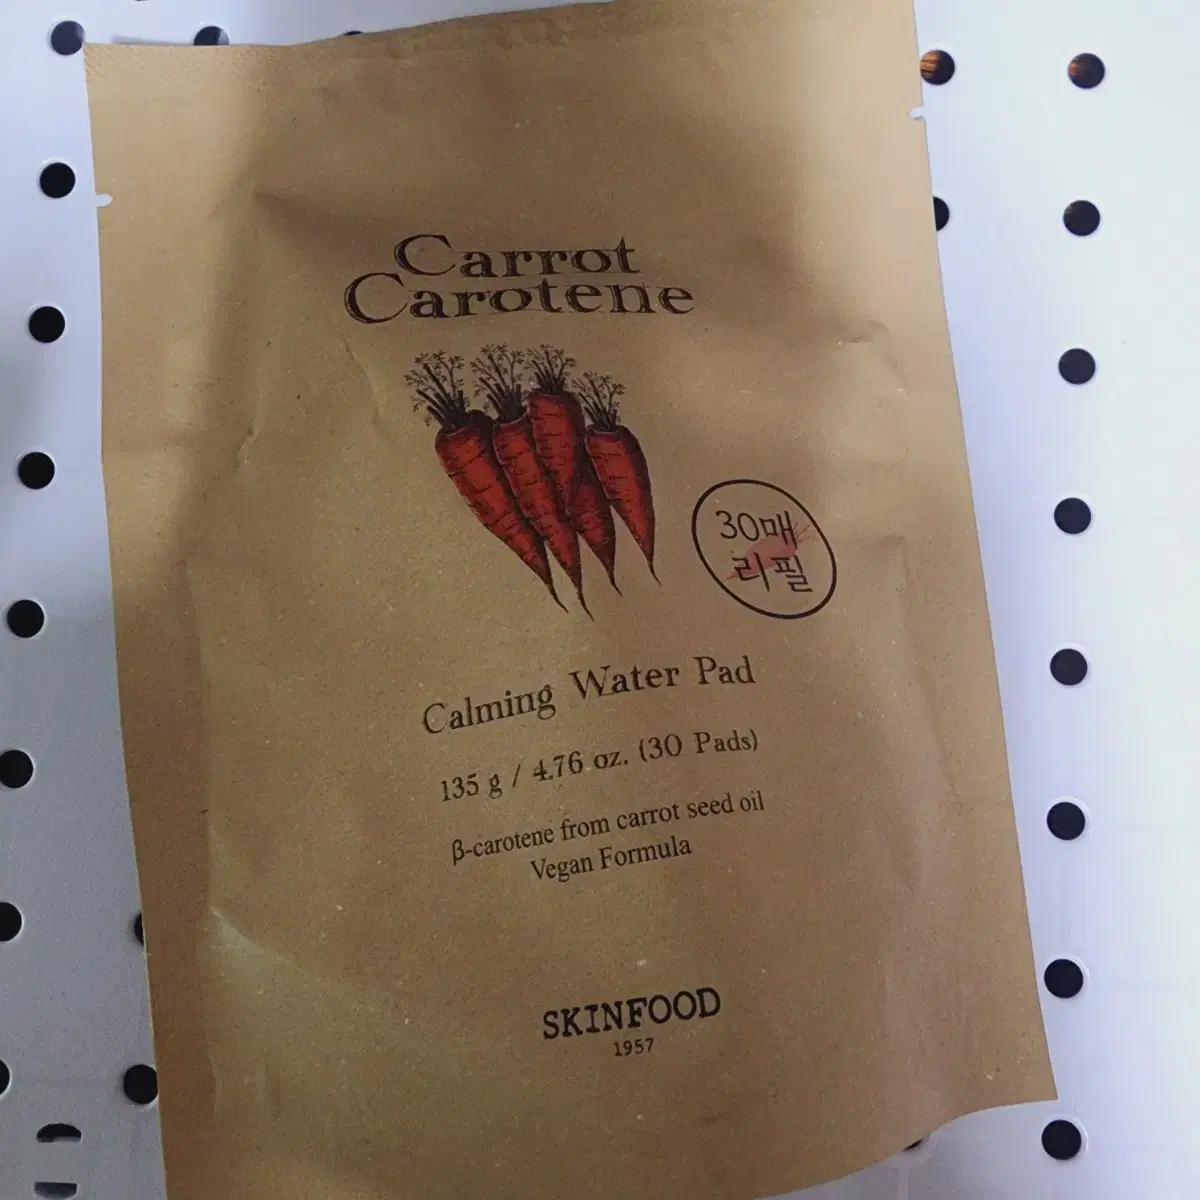 Carrot
Carotene
30매
리필
Calming Water Pad
135 g / 4.76 oz. (30 Pads)
β-carotene from carrot seed oil
Vegan Formula
SKINFOOD
1957